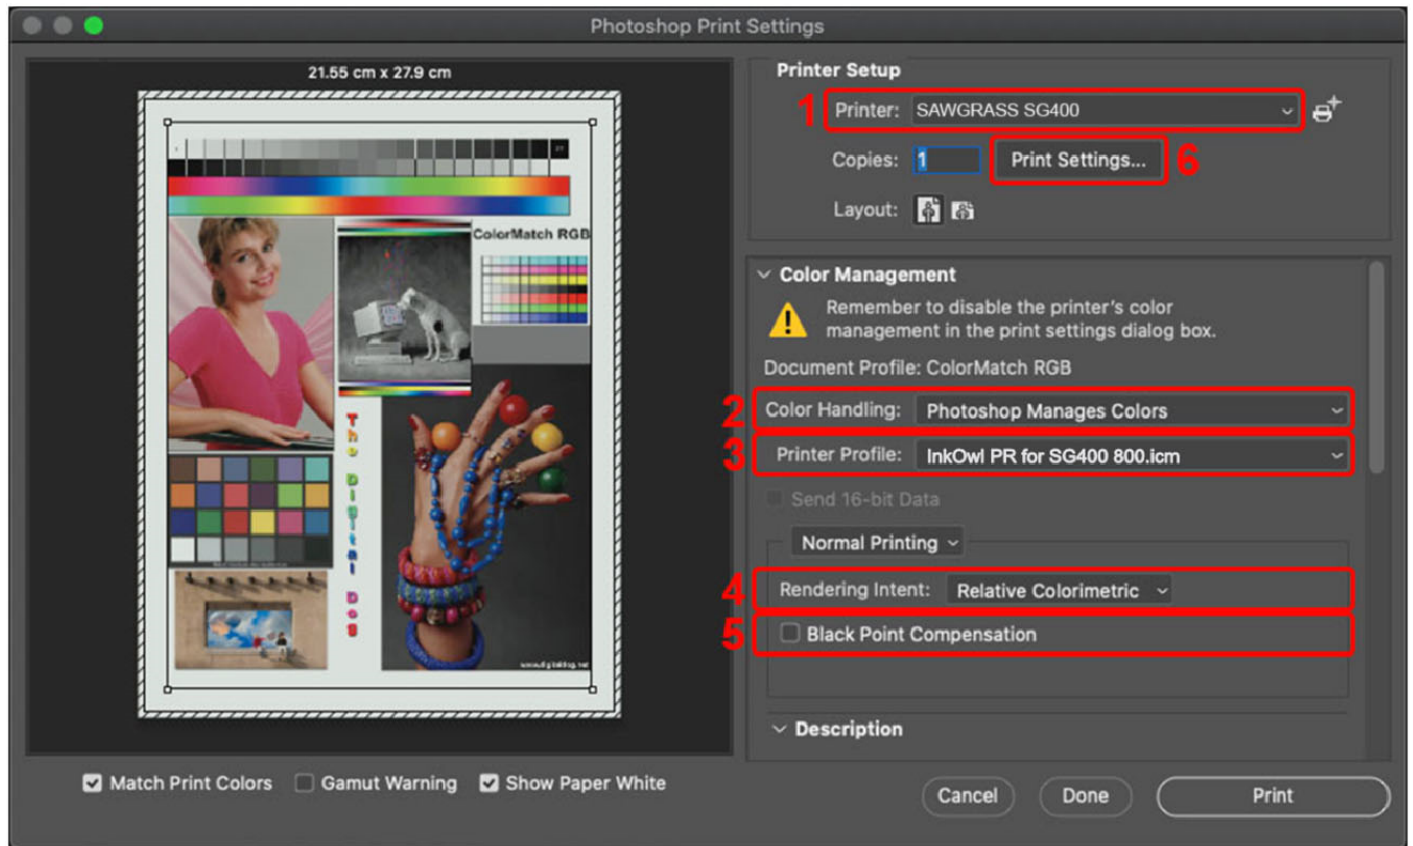 Photoshop Print Settings
21.55 cm x 27.9 cm
ColorMatch RGB
The Digital Dog
www.digitaldog.net
Printer Setup
1 Printer: SAWGRASS SG400
Copies: 1 Print Settings... 6
Layout:
Color Management
Remember to disable the printer's color
management in the print settings dialog box.
Document Profile: ColorMatch RGB
2 Color Handling: Photoshop Manages Colors
3 Printer Profile: InkOwl PR for SG400 800.icm
Send 16-bit Data
Normal Printing
4 Rendering Intent: Relative Colorimetric
5 Black Point Compensation
Description
Match Print Colors Gamut Warning Show Paper White
Cancel Done Print